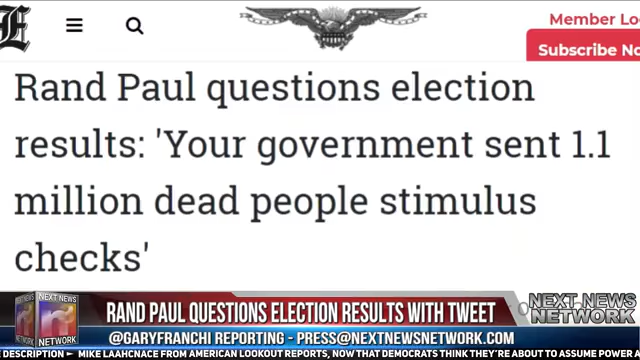 E
Member Lo
Subscribe No
Rand Paul questions election
results: 'Your government sent 1.1
million dead people stimulus
checks'
NEXT NEWS
NETWORK
RAND PAUL QUESTIONS ELECTION RESULTS WITH TWEET
NEXT NEWS
NETWORK
@GARYFRANCHI REPORTING - PRESS@NEXTNEWSNETWORK.COM
E DESCRIPTION ► MIKE LAAHCNACE FROM AMERICAN LOOKOUT REPORTS, NOW THAT DEMOCRATS THINK THEY'RE ABOUT TO ASSUME POWER